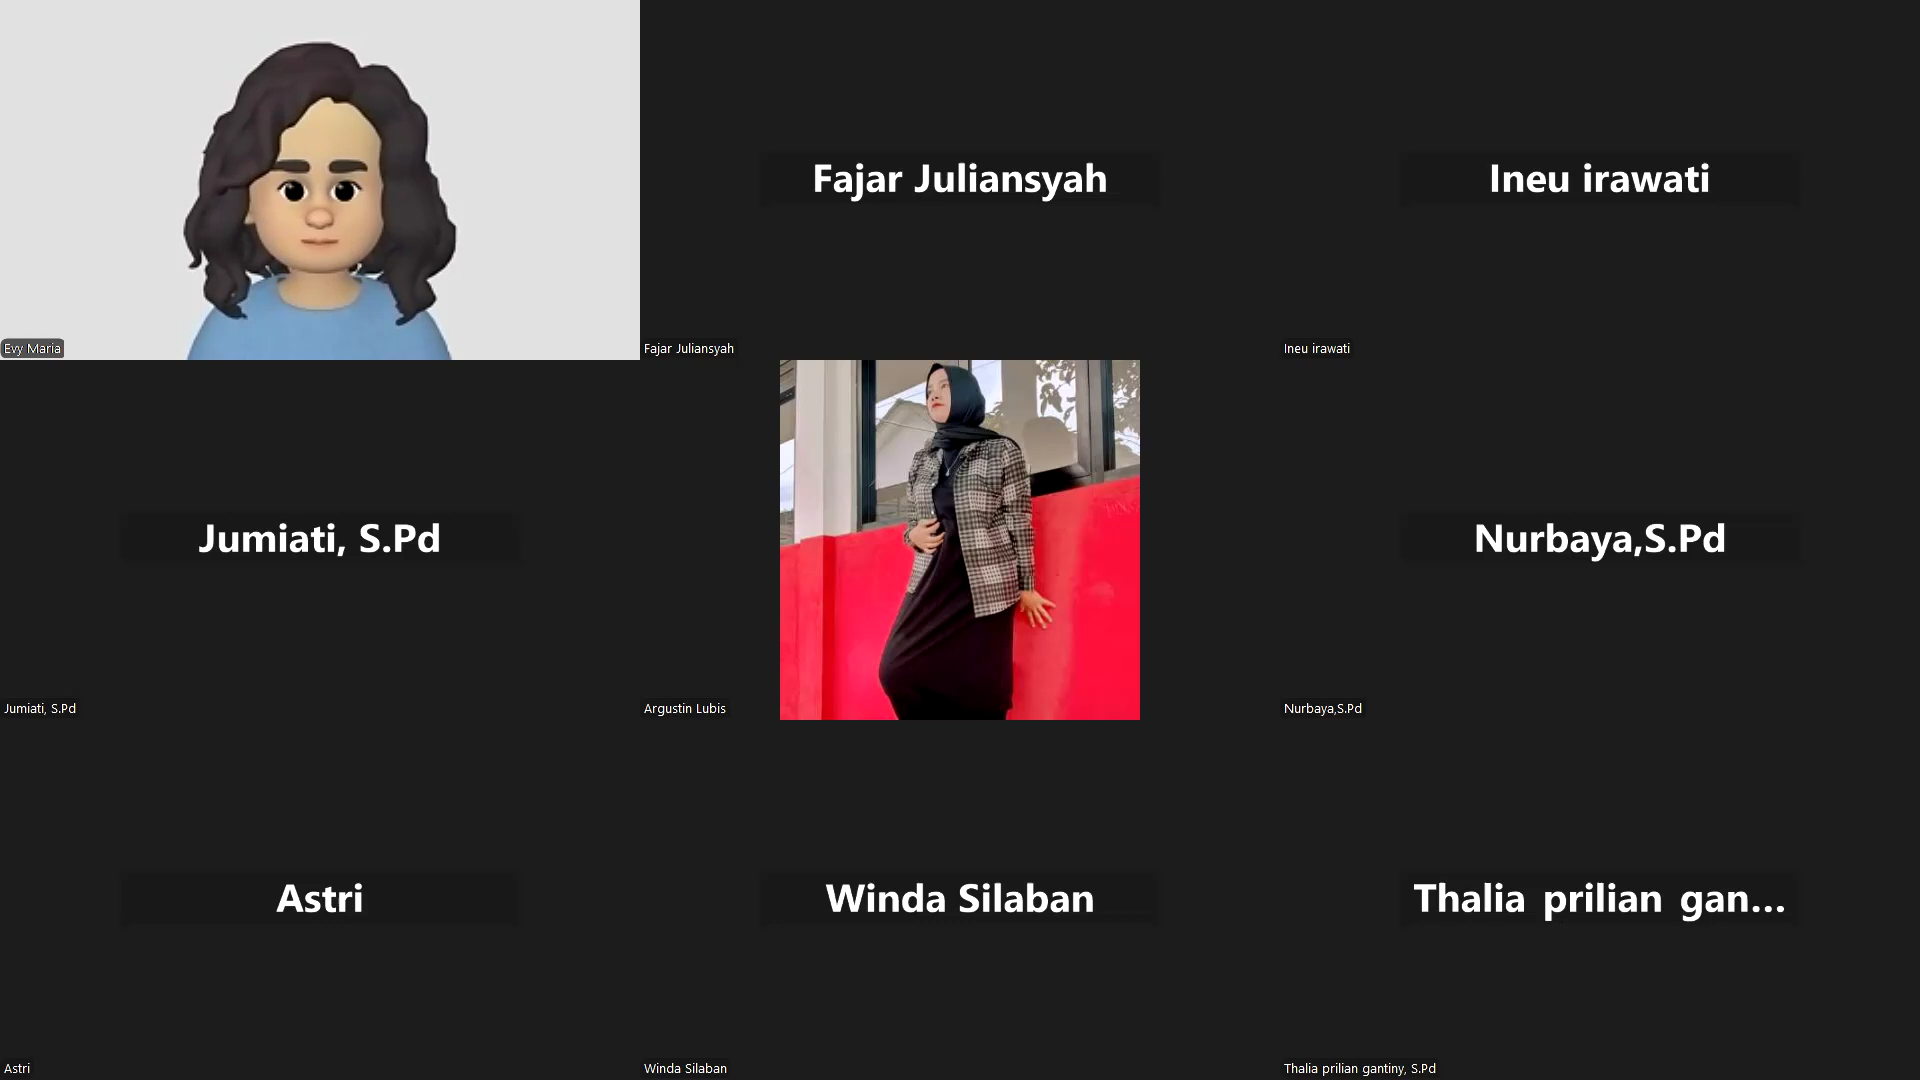 Evy Maria
Fajar Juliansyah
Fajar Juliansyah
Ineu irawati
Ineu irawati
Jumiati, S.Pd
Jumiati, S.Pd
Argustin Lubis
Nurbaya,S.Pd
Nurbaya,S.Pd
Astri
Astri
Winda Silaban
Winda Silaban
Thalia prilian gan...
Thalia prilian gantiny, S.Pd